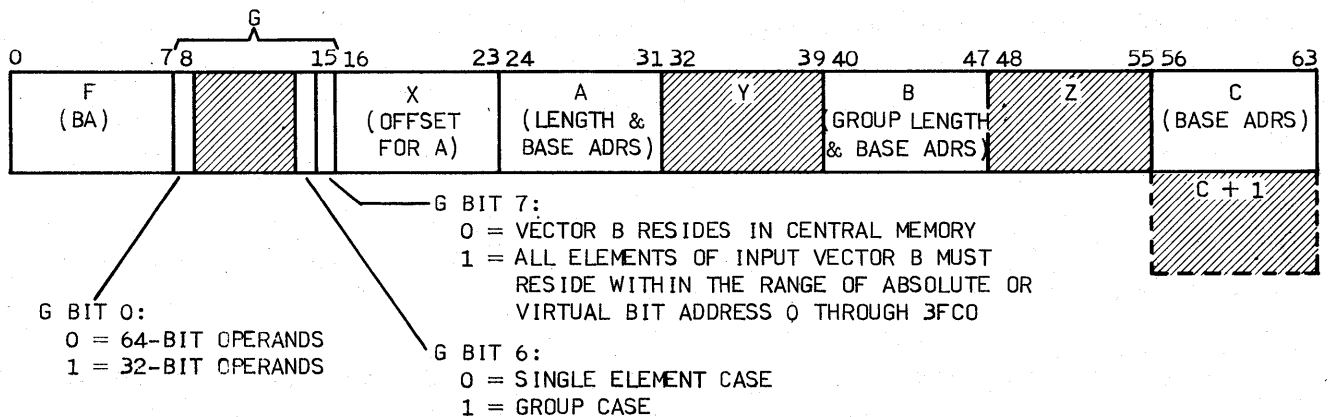 G
0 7 8 15 16 23 24 31 32 39 40 47 48 55 56 63
F
(BA)
X
(OFFSET
FOR A)
A
(LENGTH &
BASE ADRS)
Y
B
(GROUP LENGTH
& BASE ADRS)
Z
C
(BASE ADRS)
C + 1
G BIT 7:
0 = VECTOR B RESIDES IN CENTRAL MEMORY
1 = ALL ELEMENTS OF INPUT VECTOR B MUST
RESIDE WITHIN THE RANGE OF ABSOLUTE OR
VIRTUAL BIT ADDRESS 0 THROUGH 3FC0
G BIT 0:
0 = 64-BIT OPERANDS
1 = 32-BIT OPERANDS
G BIT 6:
0 = SINGLE ELEMENT CASE
1 = GROUP CASE